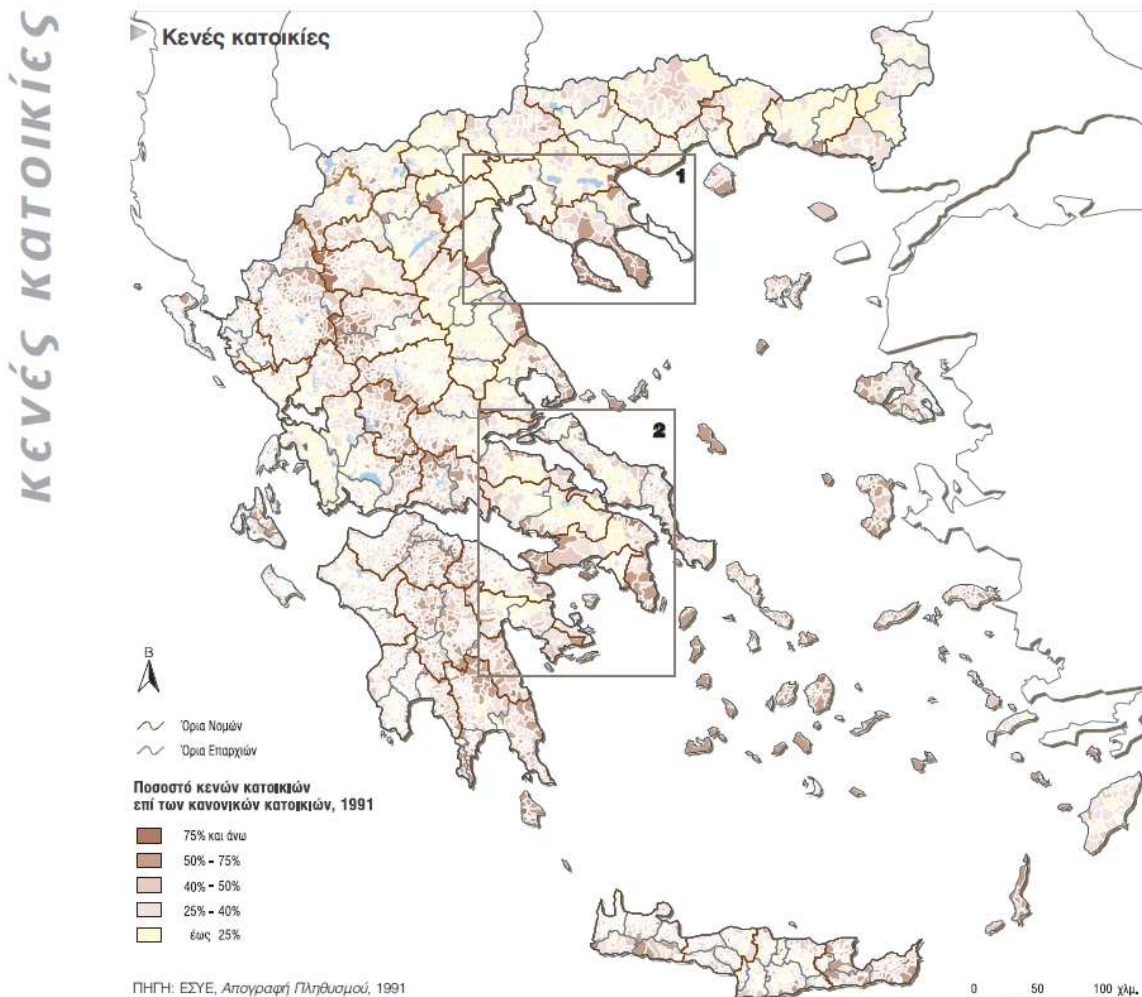 κενές κατοικίες
Κενές κατοικίες
1
2
Β
Όρια Νομών
Όρια Επαρχιών
Ποσοστό κενών κατοικιών
επί των κανονικών κατοικιών, 1991
75% και άνω
50% - 75%
40% - 50%
25% - 40%
έως 25%
ΠΗΓΗ: ΕΣΥΕ, Απογραφή Πληθυσμού, 1991
0 50 100 χλμ.